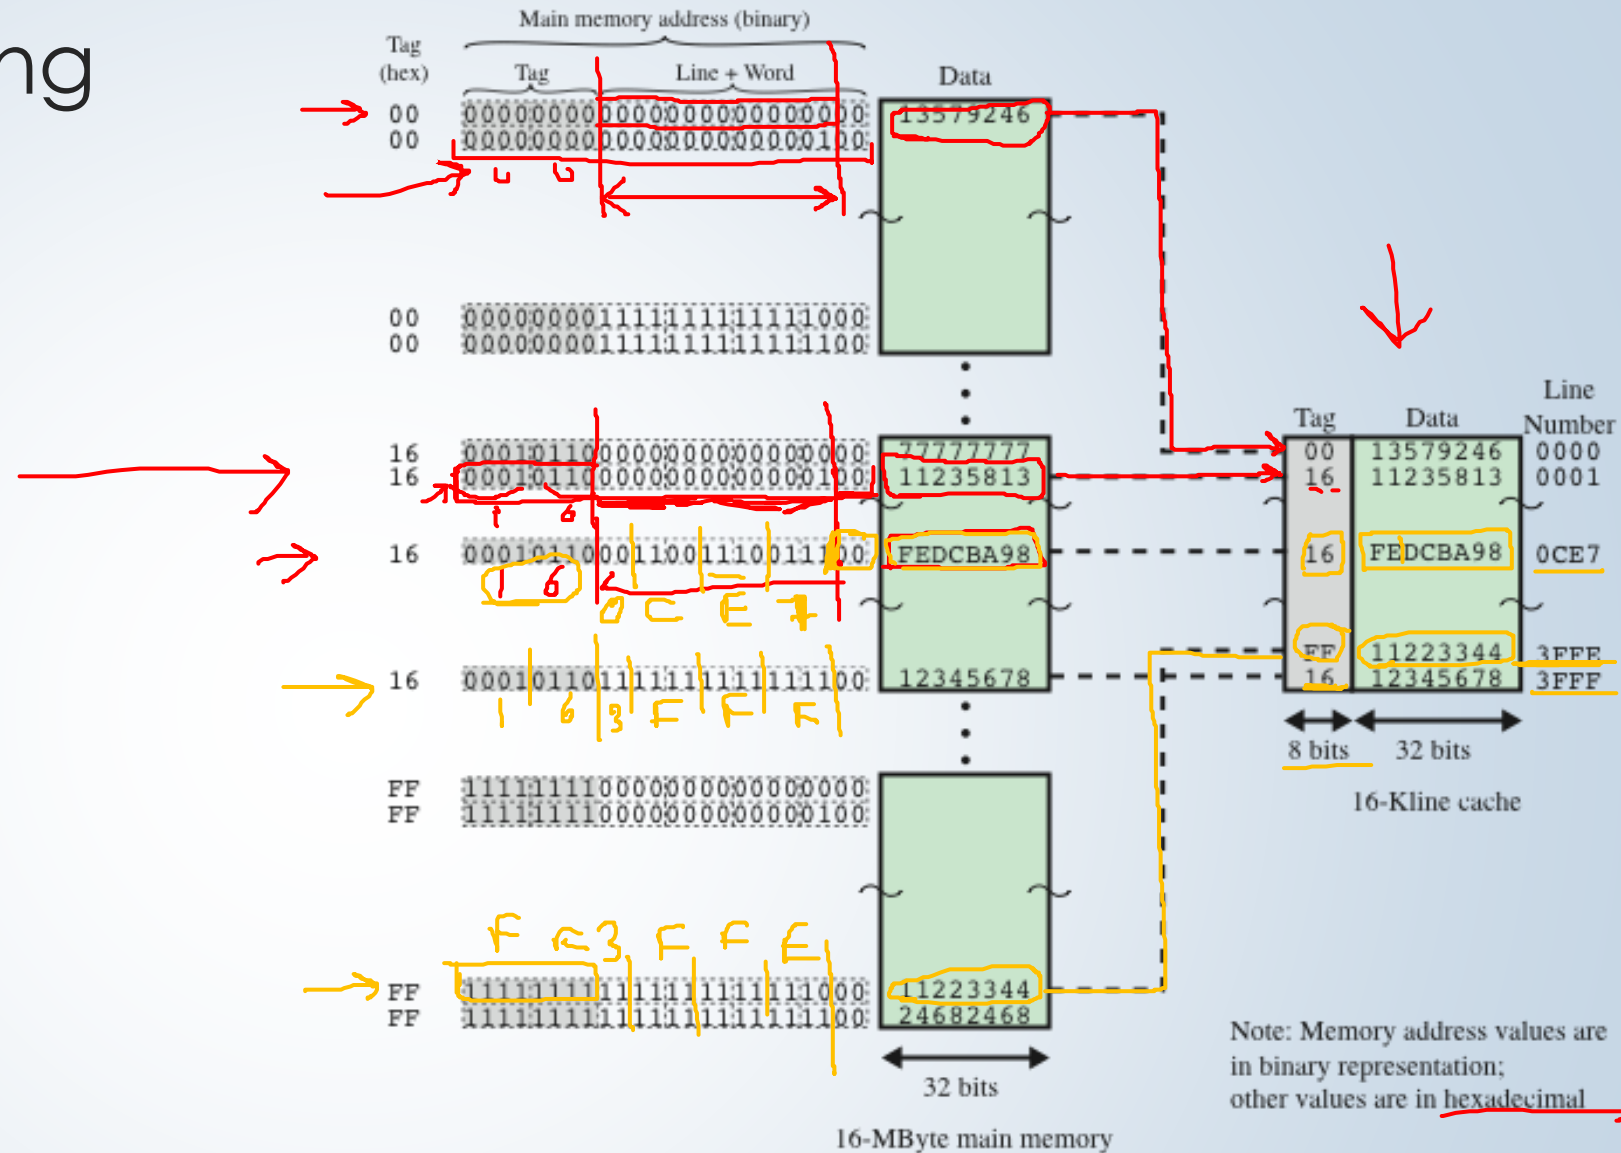 ng
Main memory address (binary)
Tag
(hex)
Tag
Line + Word
Data
00 000000000000000000000000 13579246
00 000000000000000000000100
00 000000001111111111111000
00 000000001111111111111100
16 000101100000000000000000 77777777
16 000101100000000000000100 11235813
1 6
16 000101100011001110011100 FEDCBA98
1 6 0 C E 7
16 000101101111111111111100 12345678
1 6 3 F F F
FF 111111110000000000000000
FF 111111110000000000000100
F F 3 F F E
FF 111111111111111111111000 11223344
FF 111111111111111111111100 24682468
32 bits
16-MByte main memory
Tag
Data
Line
Number
00 13579246 0000
16 11235813 0001
16 FEDCBA98 0CE7
FF 11223344 3FFE
16 12345678 3FFF
8 bits
32 bits
16-Kline cache
Note: Memory address values are
in binary representation;
other values are in hexadecimal